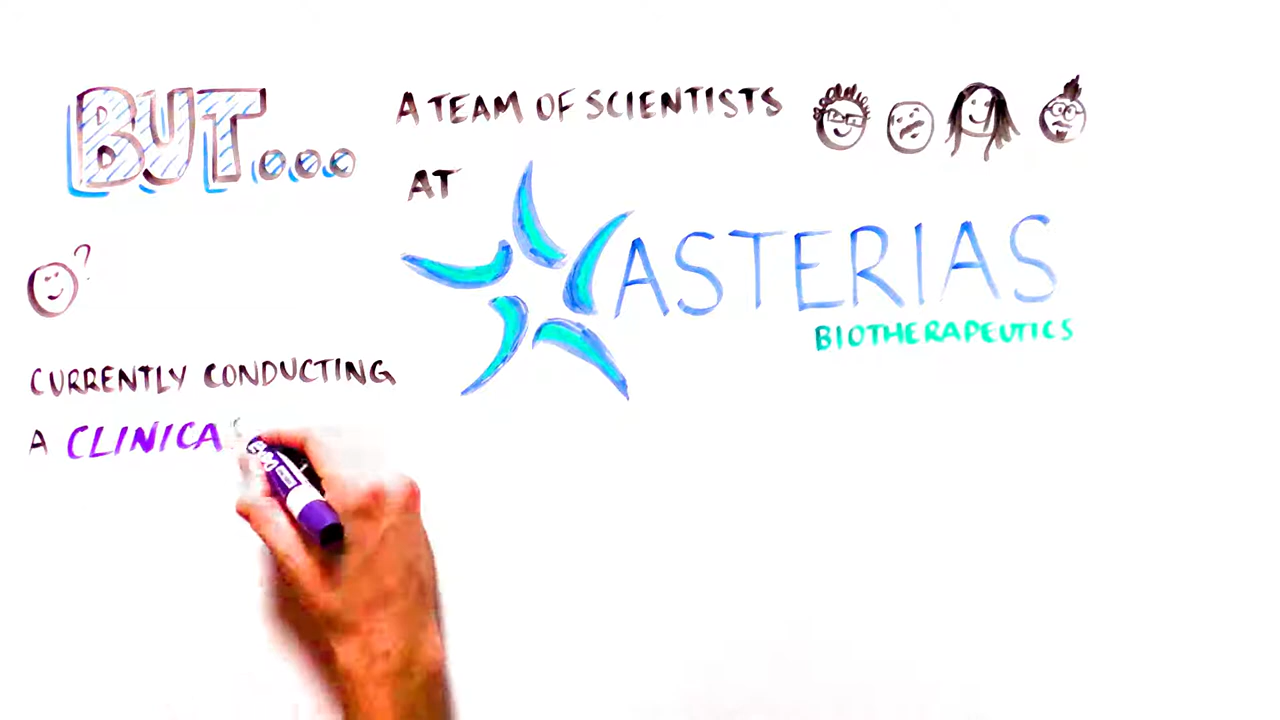 BUT...
A TEAM OF SCIENTISTS
AT
ASTERIAS
BIOTHERAPEUTICS
?
CURRENTLY CONDUCTING
A CLINICA